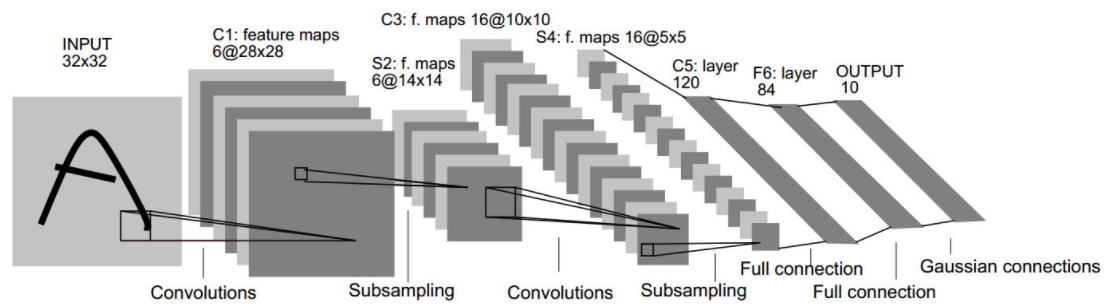 INPUT
32x32
C1: feature maps
6@28x28
S2: f. maps
6@14x14
C3: f. maps 16@10x10
S4: f. maps 16@5x5
C5: layer
120
F6: layer
84
OUTPUT
10
Convolutions
Subsampling
Convolutions
Subsampling
Full connection
Full connection
Gaussian connections